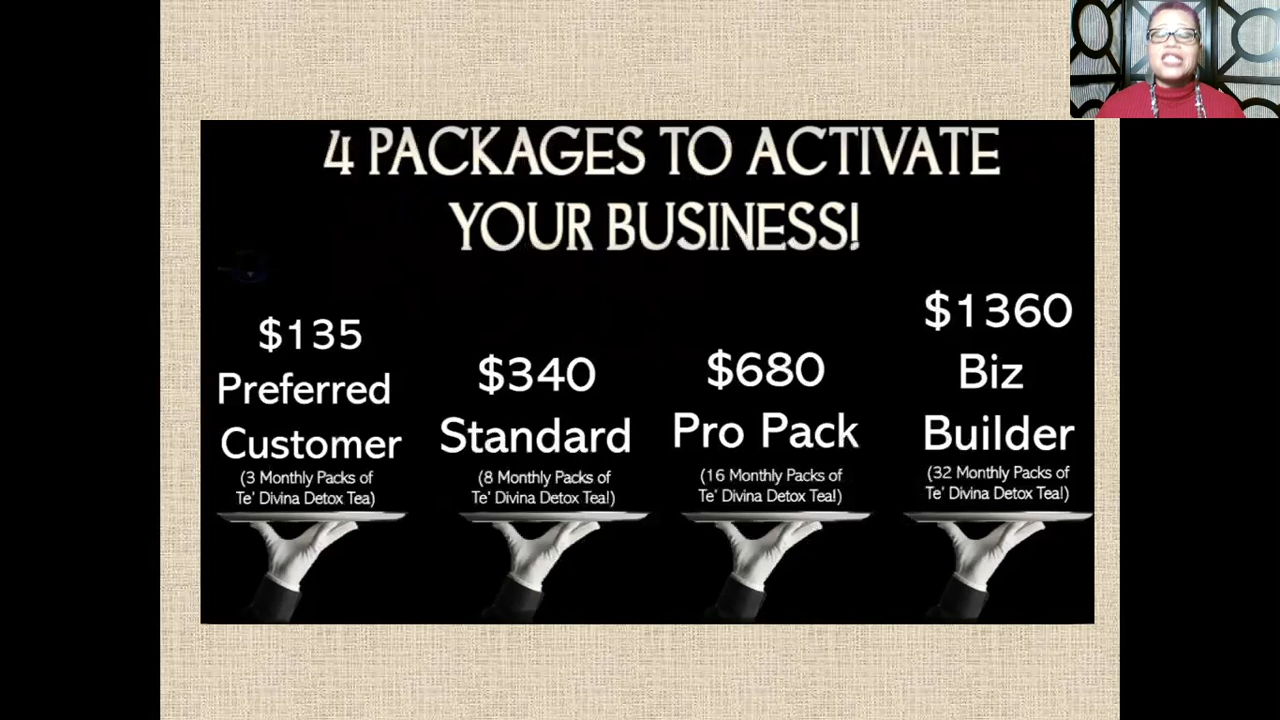 4 PACKAGES TO ACTIVATE
YOUR BUSINESS!
$135
Preferred
Customer
(3 Monthly Packs of
Te' Divina Detox Tea)
$340
Standard
(8 Monthly Packs of
Te' Divina Detox Tea!)
$680
Pro Pack
(16 Monthly Packs of
Te' Divina Detox Tea!)
$1360
Biz
Builder
(32 Monthly Packs of
Te' Divina Detox Tea!)